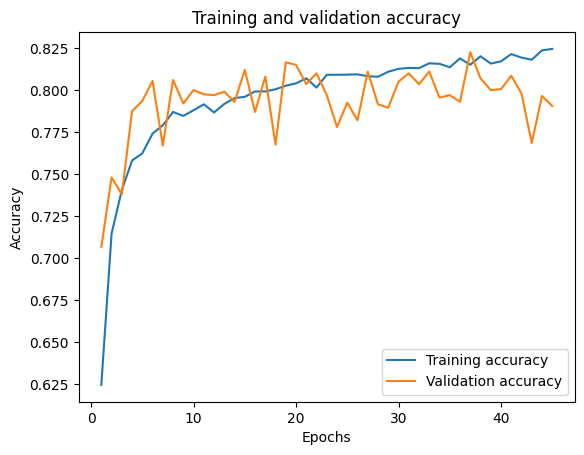 Training and validation accuracy
Accuracy
0.825
0.800
0.775
0.750
0.725
0.700
0.675
0.650
0.625
Training accuracy
Validation accuracy
0
10
20
30
40
Epochs